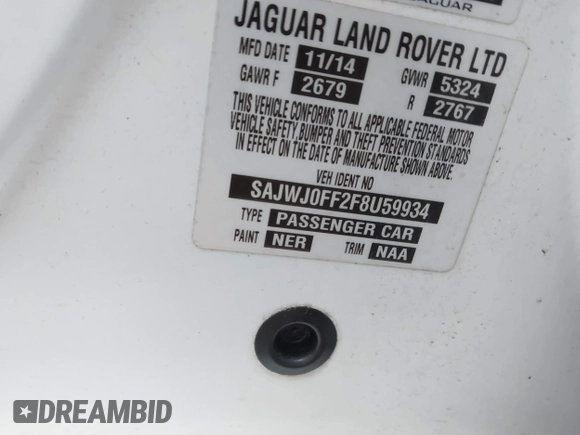 JAGUAR
JAGUAR LAND ROVER LTD
MFD DATE 11/14 GVWR 5324
GAWR F 2679 R 2767
THIS VEHICLE CONFORMS TO ALL APPLICABLE FEDERAL MOTOR
VEHICLE SAFETY BUMPER AND THEFT PREVENTION STANDARDS
IN EFFECT ON THE DATE OF MANUFACTURE SHOWN ABOVE.
VEH IDENT NO
SAJWJ0FF2F8U59934
TYPE PASSENGER CAR
PAINT NER TRIM NAA
DREAMBID